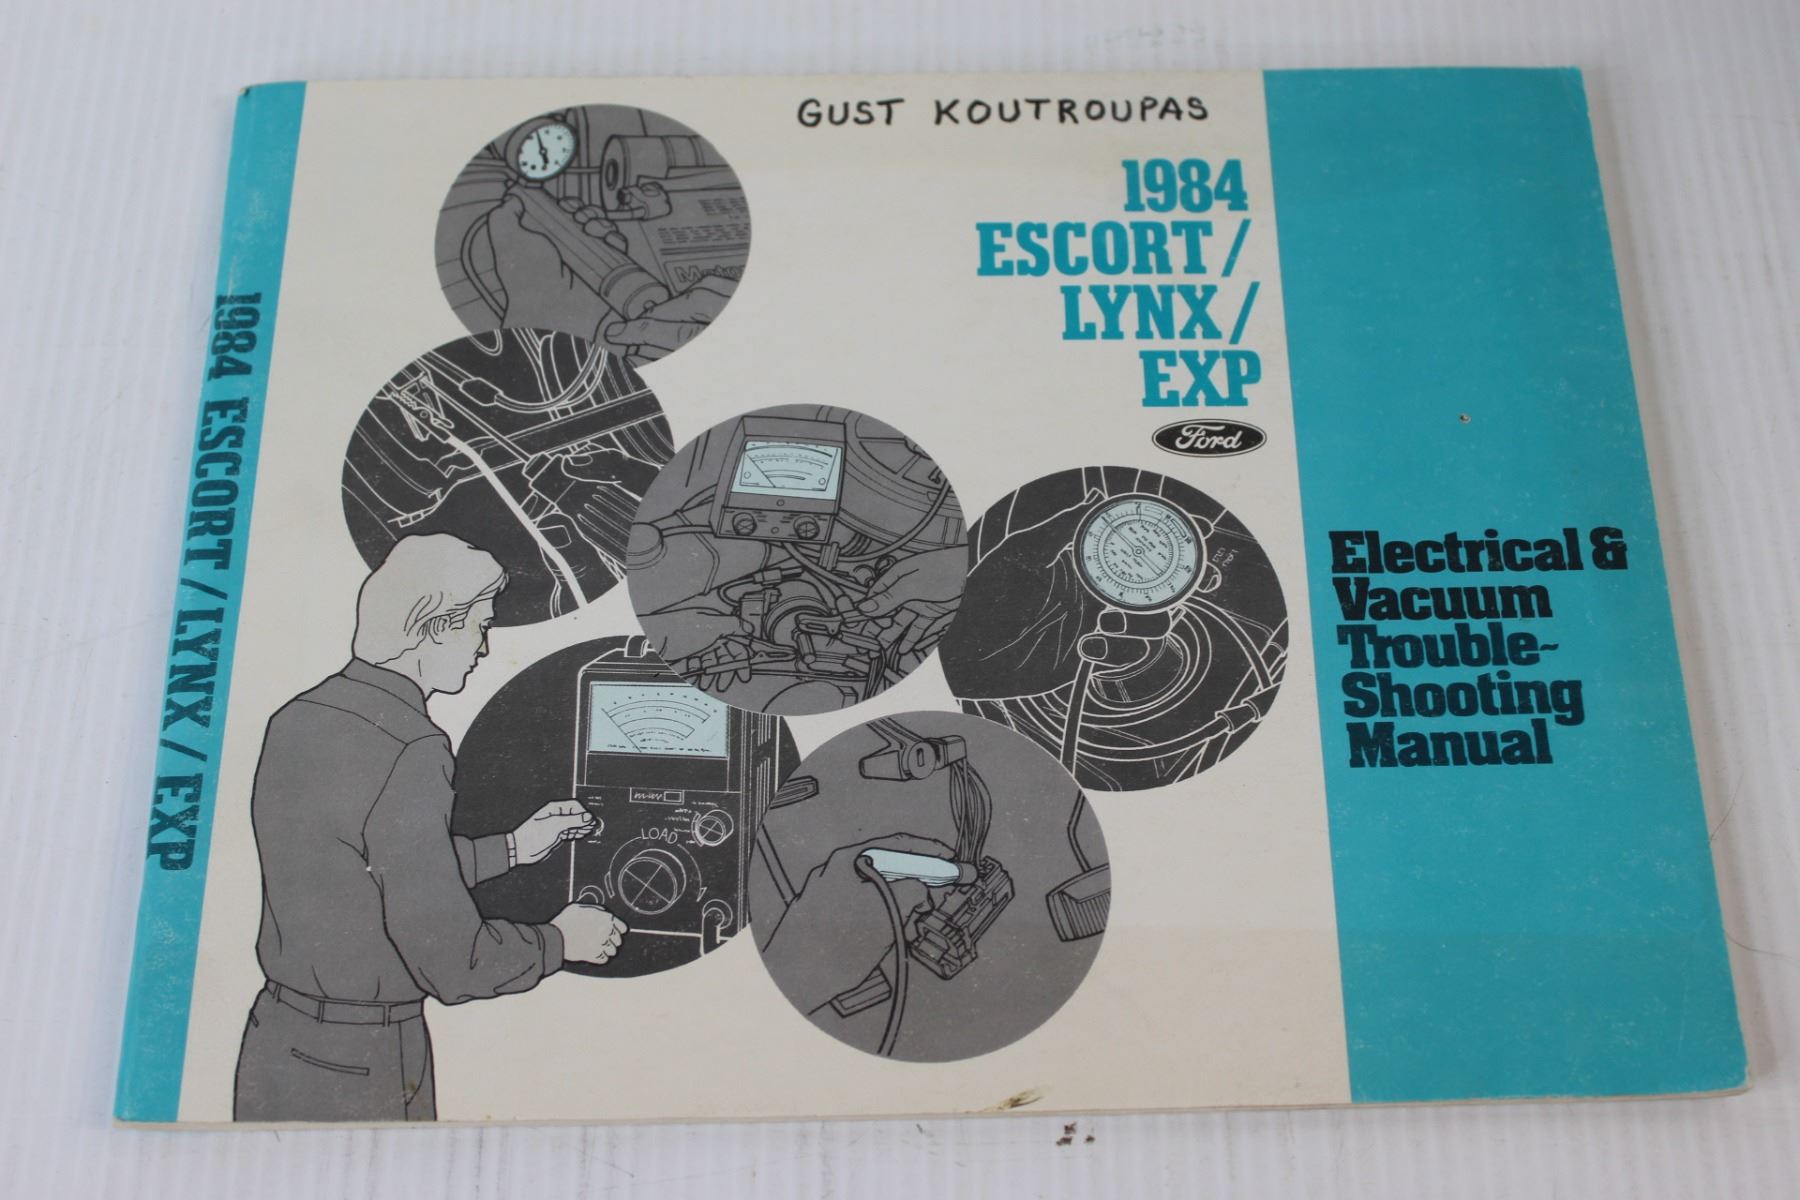 GUST KOUTROUPAS
1984
ESCORT/
LYNX/
EXP
Ford
Electrical &
Vacuum
Trouble-
Shooting
Manual
1984 ESCORT/LYNX/EXP
LOAD